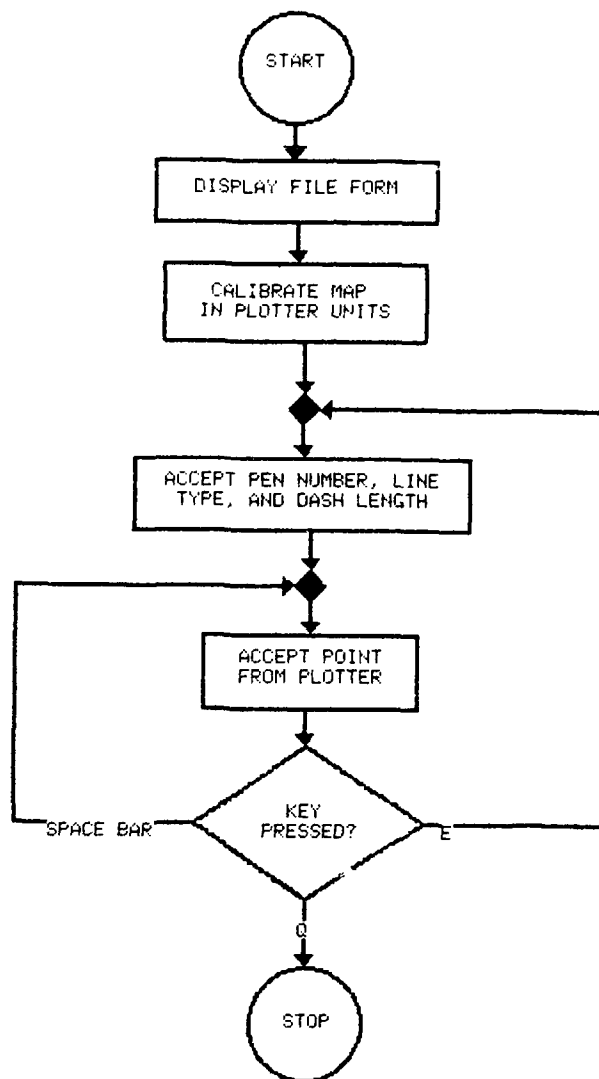 START
DISPLAY FILE FORM
CALIBRATE MAP
IN PLOTTER UNITS
ACCEPT PEN NUMBER, LINE
TYPE, AND DASH LENGTH
ACCEPT POINT
FROM PLOTTER
KEY
PRESSED?
SPACE BAR
E
Q
STOP